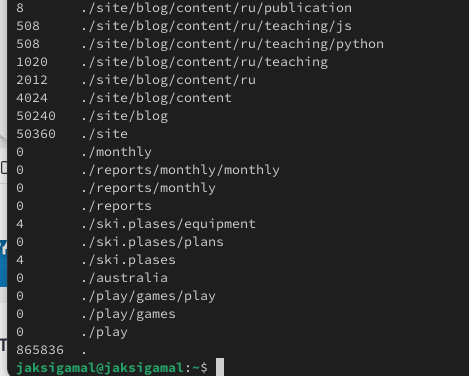 8 ./site/blog/content/ru/publication
508 ./site/blog/content/ru/teaching/js
508 ./site/blog/content/ru/teaching/python
1020 ./site/blog/content/ru/teaching
2012 ./site/blog/content/ru
4024 ./site/blog/content
50240 ./site/blog
50360 ./site
0 ./monthly
0 ./reports/monthly/monthly
0 ./reports/monthly
0 ./reports
4 ./ski.plases/equipment
0 ./ski.plases/plans
4 ./ski.plases
0 ./australia
0 ./play/games/play
0 ./play/games
0 ./play
865836 .
jaksigamal@jaksigamal:~$